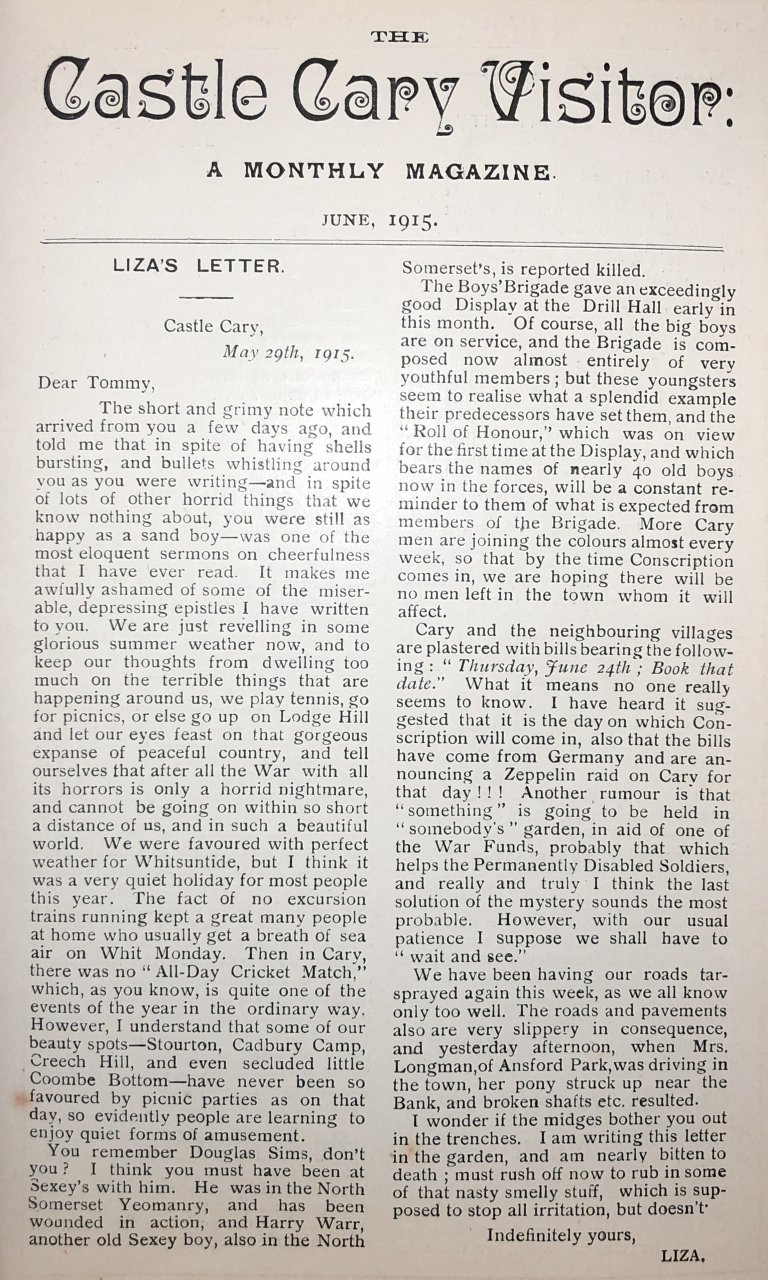 THE
Castle Cary Visitor:
A MONTHLY MAGAZINE.
JUNE, 1915.
LIZA'S LETTER.
Castle Cary,
May 29th, 1915.
Dear Tommy,
The short and grimy note which
arrived from you a few days ago, and
told me that in spite of having shells
bursting, and bullets whistling around
you as you were writing—and in spite
of lots of other horrid things that we
know nothing about, you were still as
happy as a sand boy—was one of the
most eloquent sermons on cheerfulness
that I have ever read. It makes me
awfully ashamed of some of the miser-
able, depressing epistles I have written
to you. We are just revelling in some
glorious summer weather now, and to
keep our thoughts from dwelling too
much on the terrible things that are
happening around us, we play tennis, go
for picnics, or else go up on Lodge Hill
and let our eyes feast on that gorgeous
expanse of peaceful country, and tell
ourselves that after all the War with all
its horrors is only a horrid nightmare,
and cannot be going on within so short
a distance of us, and in such a beautiful
world. We were favoured with perfect
weather for Whitsuntide, but I think it
was a very quiet holiday for most people
this year. The fact of no excursion
trains running kept a great many people
at home who usually get a breath of sea
air on Whit Monday. Then in Cary,
there was no "All-Day Cricket Match,"
which, as you know, is quite one of the
events of the year in the ordinary way.
However, I understand that some of our
beauty spots—Stourton, Cadbury Camp,
Creech Hill, and even secluded little
Coombe Bottom—have never been so
favoured by picnic parties as on that
day, so evidently people are learning to
enjoy quiet forms of amusement.
You remember Douglas Sims, don't
you? I think you must have been at
Sexey's with him. He was in the North
Somerset Yeomanry, and has been
wounded in action, and Harry Warr,
another old Sexey boy, also in the North
Somerset's, is reported killed.
The Boys' Brigade gave an exceedingly
good Display at the Drill Hall early in
this month. Of course, all the big boys
are on service, and the Brigade is com-
posed now almost entirely of very
youthful members; but these youngsters
seem to realise what a splendid example
their predecessors have set them, and the
"Roll of Honour," which was on view
for the first time at the Display, and which
bears the names of nearly 40 old boys
now in the forces, will be a constant re-
minder to them of what is expected from
members of the Brigade. More Cary
men are joining the colours almost every
week, so that by the time Conscription
comes in, we are hoping there will be
no men left in the town whom it will
affect.
Cary and the neighbouring villages
are plastered with bills bearing the follow-
ing: "Thursday, June 24th; Book that
date." What it means no one really
seems to know. I have heard it sug-
gested that it is the day on which Con-
scription will come in, also that the bills
have come from Germany and are an-
nouncing a Zeppelin raid on Cary for
that day!!! Another rumour is that
"something" is going to be held in
"somebody's" garden, in aid of one of
the War Funds, probably that which
helps the Permanently Disabled Soldiers,
and really and truly I think the last
solution of the mystery sounds the most
probable. However, with our usual
patience I suppose we shall have to
"wait and see."
We have been having our roads tar-
sprayed again this week, as we all know
only too well. The roads and pavements
also are very slippery in consequence,
and yesterday afternoon, when Mrs.
Longman, of Ansford Park, was driving in
the town, her pony struck up near the
Bank, and broken shafts etc. resulted.
I wonder if the midges bother you out
in the trenches. I am writing this letter
in the garden, and am nearly bitten to
death; must rush off now to rub in some
of that nasty smelly stuff, which is sup-
posed to stop all irritation, but doesn't.
Indefinitely yours,
LIZA.